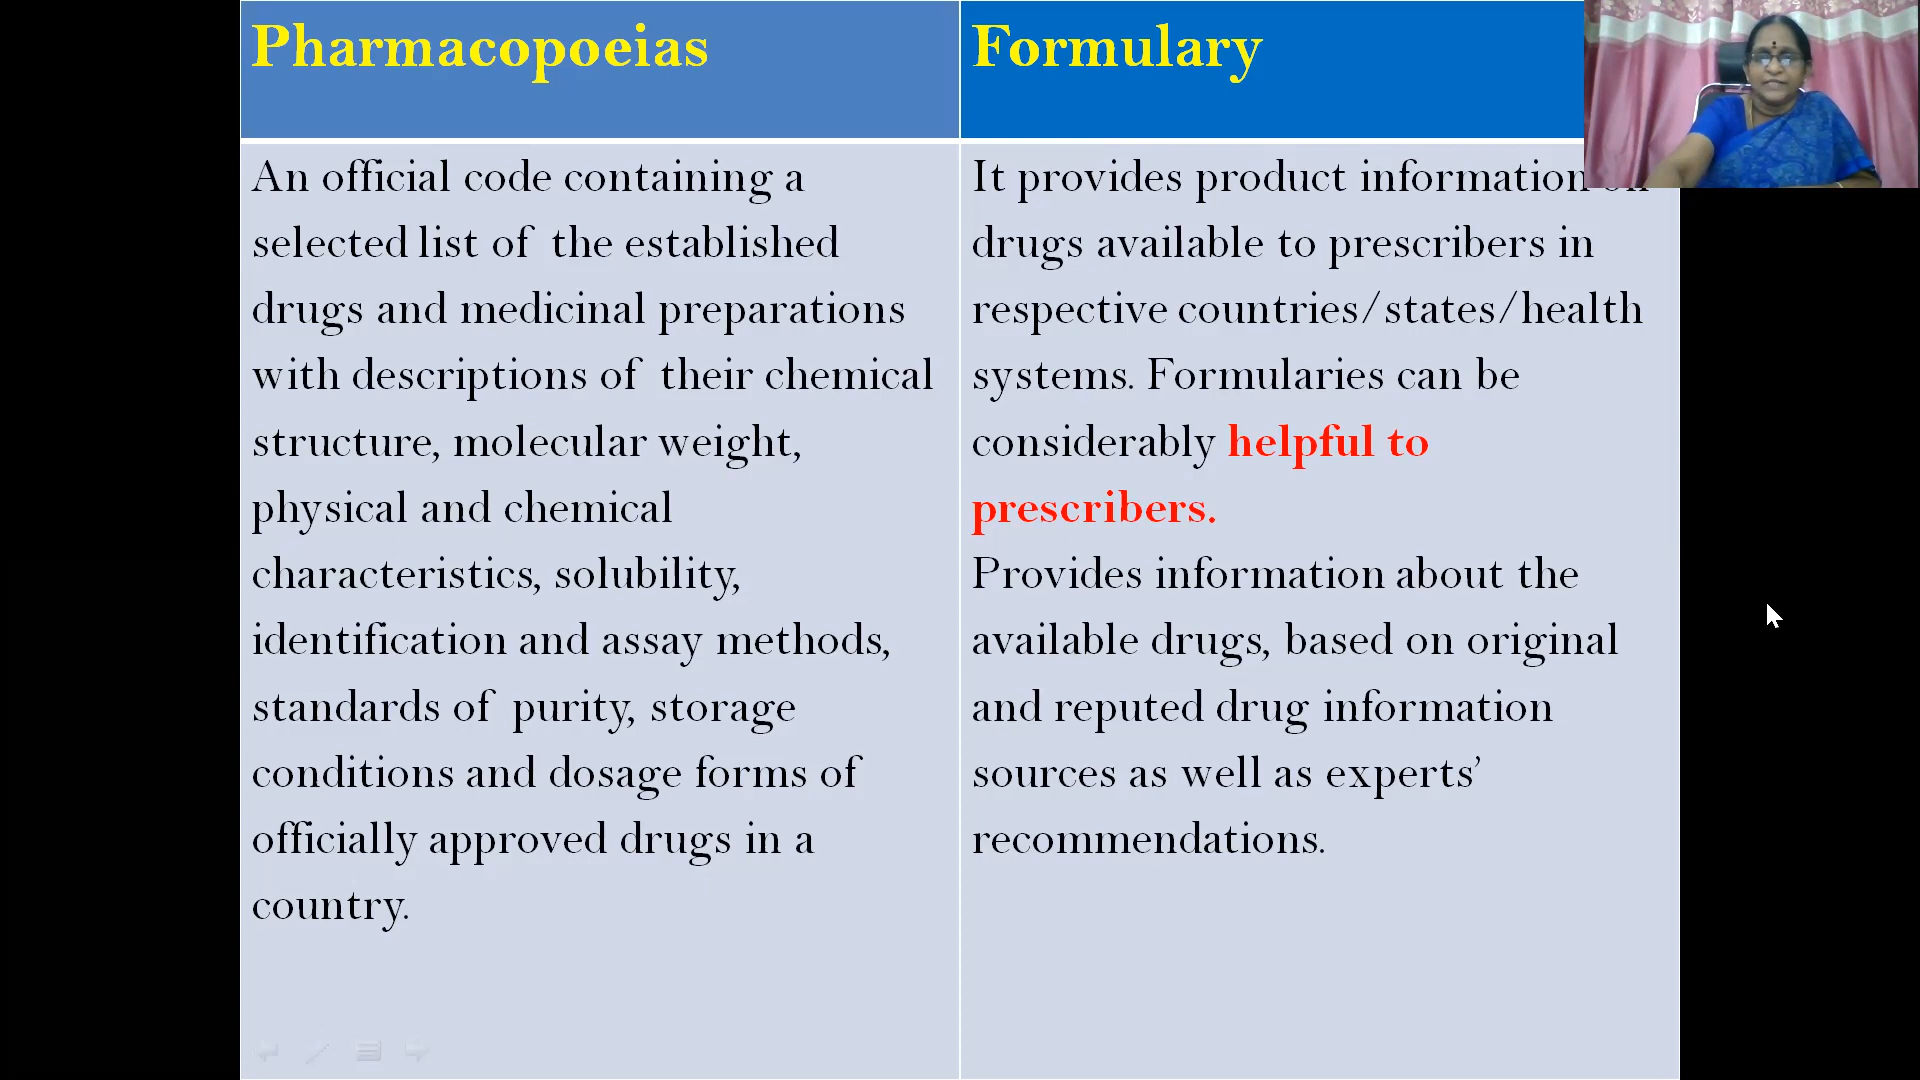 Pharmacopoeias
An official code containing a
selected list of the established
drugs and medicinal preparations
with descriptions of their chemical
structure, molecular weight,
physical and chemical
characteristics, solubility,
identification and assay methods,
standards of purity, storage
conditions and dosage forms of
officially approved drugs in a
country.
Formulary
It provides product information
drugs available to prescribers in
respective countries/states/health
systems. Formularies can be
considerably helpful to
prescribers.
Provides information about the
available drugs, based on original
and reputed drug information
sources as well as experts’
recommendations.